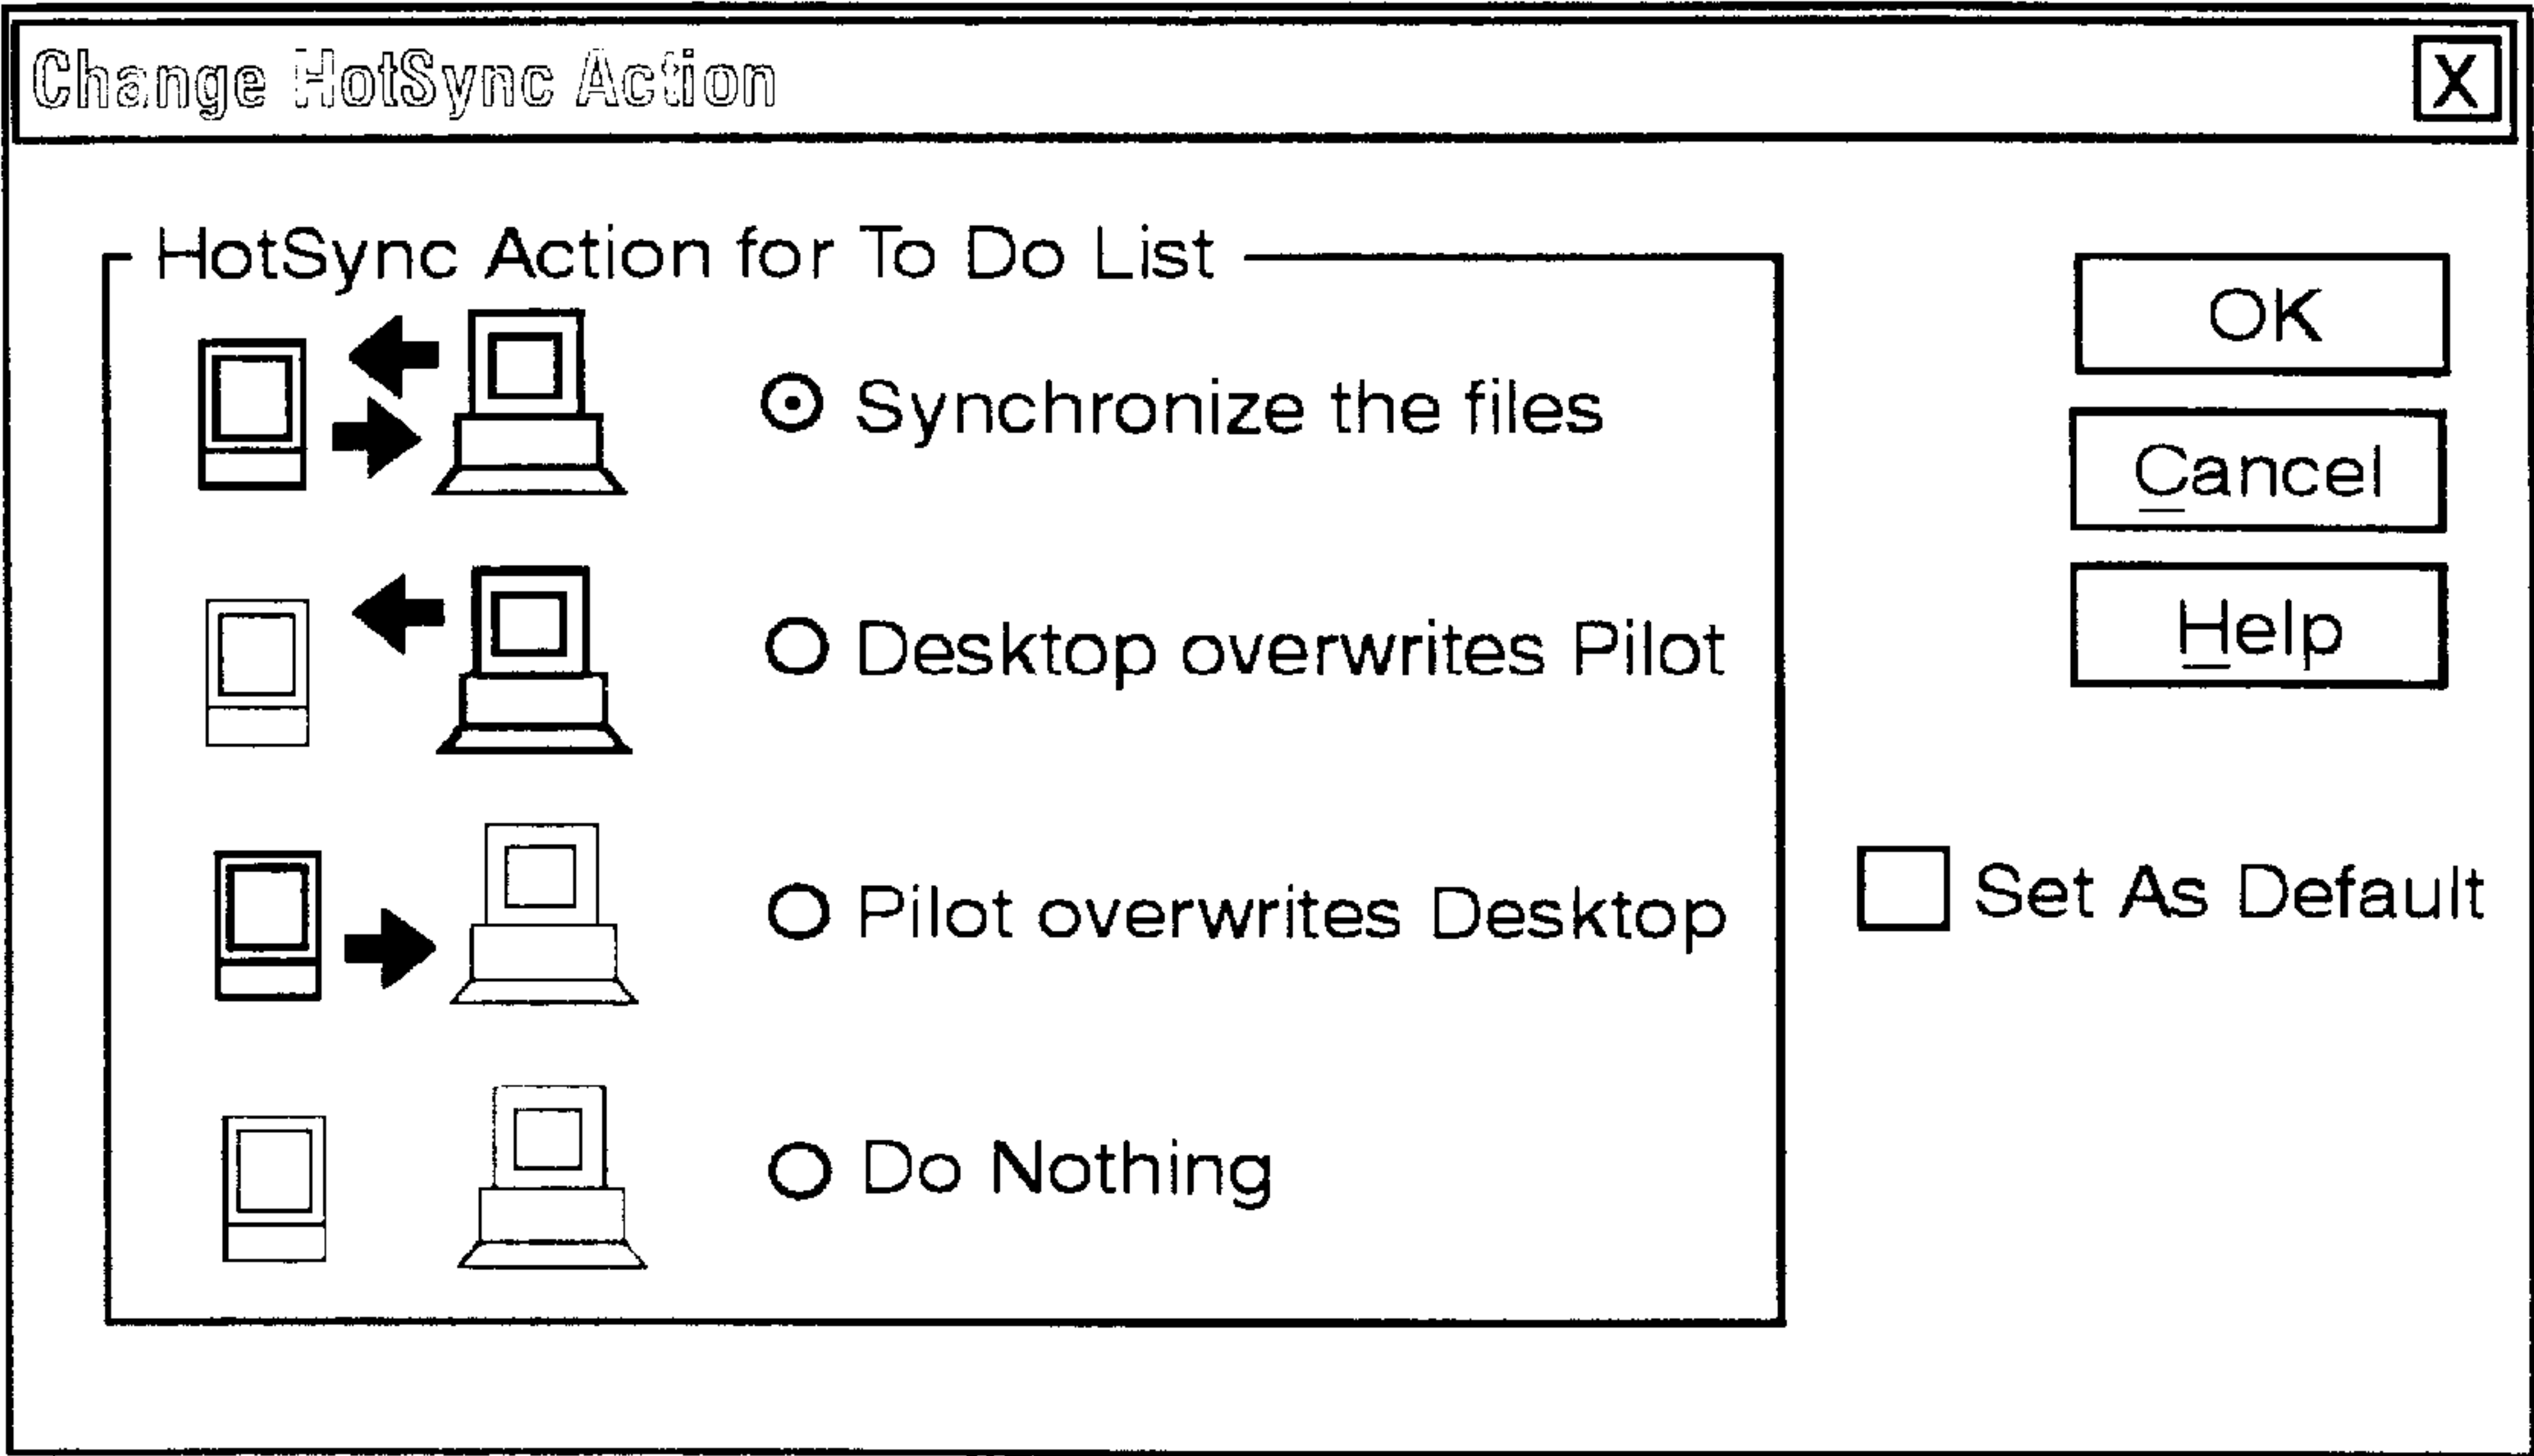 Change HotSync Action
X
HotSync Action for To Do List
Synchronize the files
Desktop overwrites Pilot
Pilot overwrites Desktop
Do Nothing
OK
Cancel
Help
Set As Default